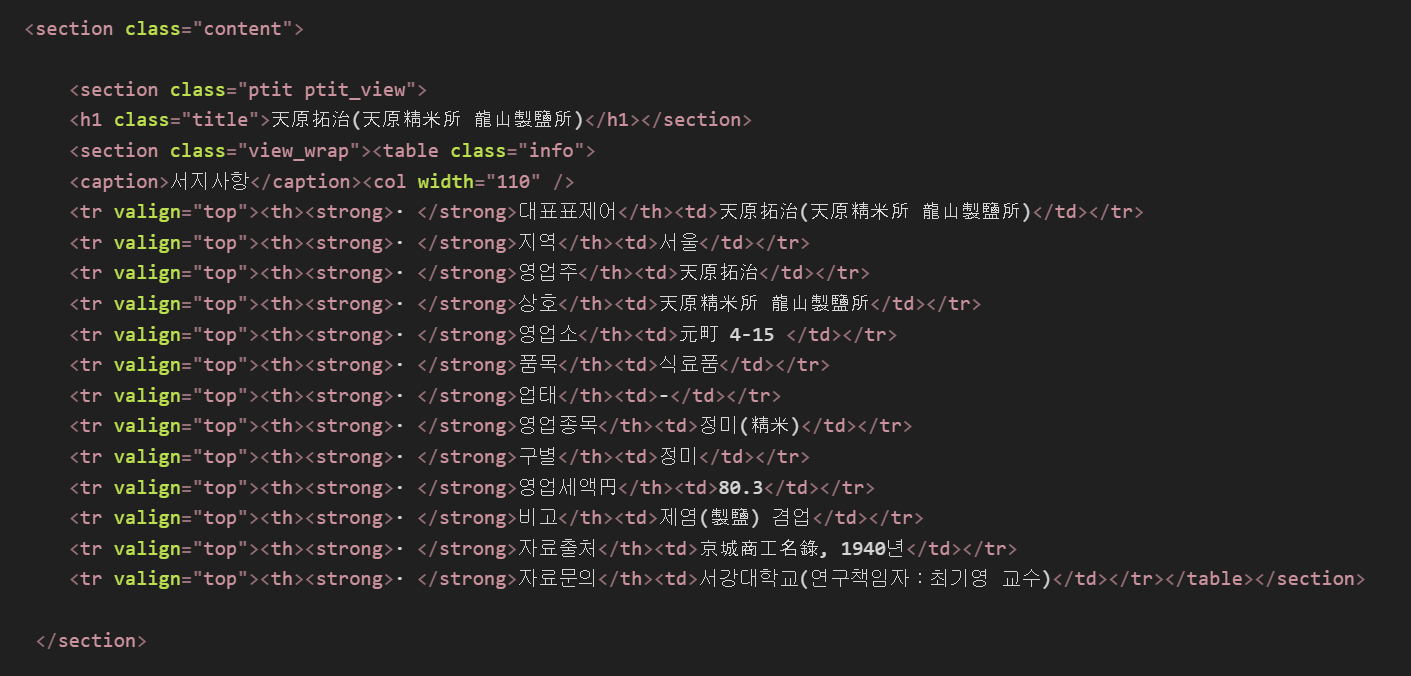 <section class="content">
<section class="ptit ptit_view">
<h1 class="title">天原拓治(天原精米所 龍山製鹽所)</h1></section>
<section class="view_wrap"><table class="info">
<caption>서지사항</caption><col width="110" />
<tr valign="top"><th><strong>· </strong>대표표제어</th><td>天原拓治(天原精米所 龍山製鹽所)</td></tr>
<tr valign="top"><th><strong>· </strong>지역</th><td>서울</td></tr>
<tr valign="top"><th><strong>· </strong>영업주</th><td>天原拓治</td></tr>
<tr valign="top"><th><strong>· </strong>상호</th><td>天原精米所 龍山製鹽所</td></tr>
<tr valign="top"><th><strong>· </strong>영업소</th><td>元町 4-15 </td></tr>
<tr valign="top"><th><strong>· </strong>품목</th><td>식료품</td></tr>
<tr valign="top"><th><strong>· </strong>업태</th><td>-</td></tr>
<tr valign="top"><th><strong>· </strong>영업종목</th><td>정미(精米)</td></tr>
<tr valign="top"><th><strong>· </strong>구별</th><td>정미</td></tr>
<tr valign="top"><th><strong>· </strong>영업세액円</th><td>80.3</td></tr>
<tr valign="top"><th><strong>· </strong>비고</th><td>제염(製鹽) 겸업</td></tr>
<tr valign="top"><th><strong>· </strong>자료출처</th><td>京城商工名錄, 1940년</td></tr>
<tr valign="top"><th><strong>· </strong>자료문의</th><td>서강대학교(연구책임자：최기영 교수)</td></tr></table></section>
</section>